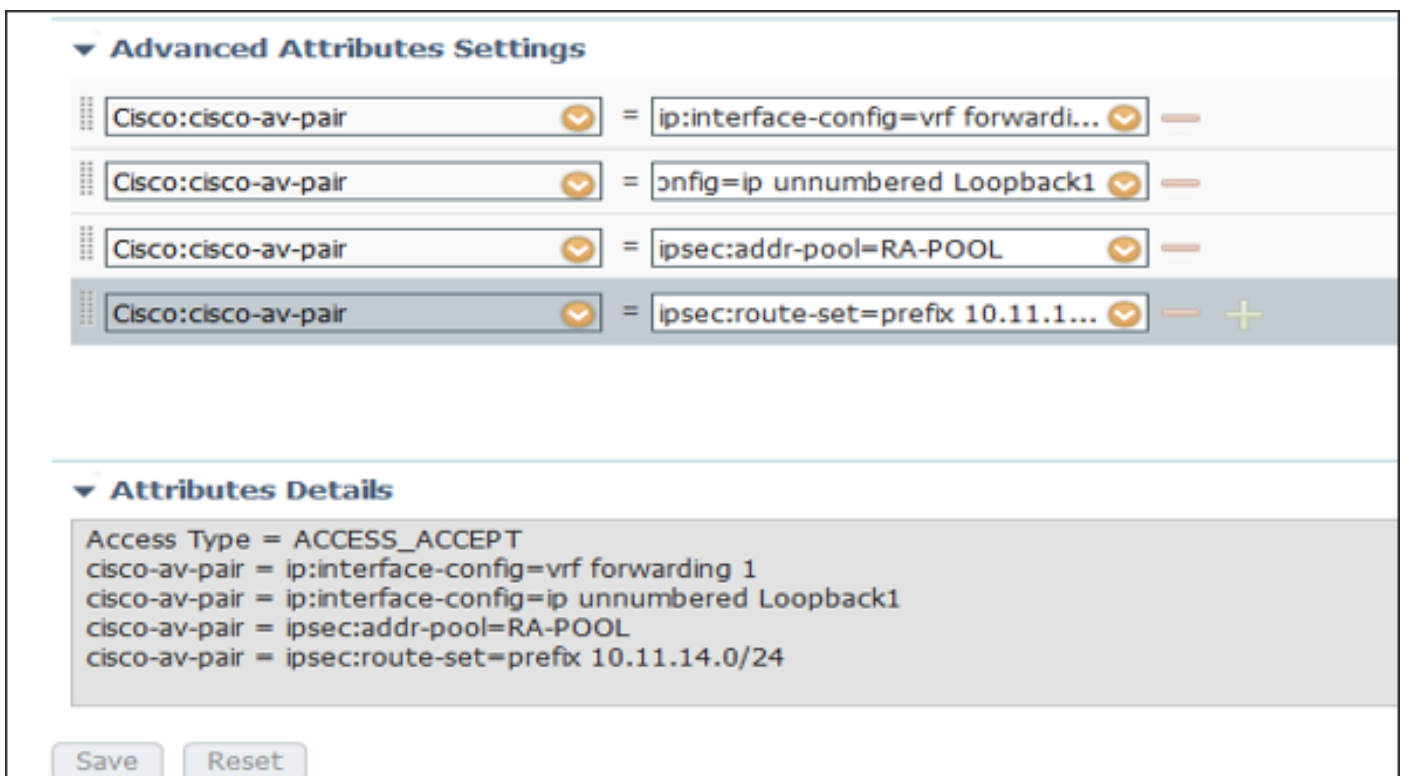 Advanced Attributes Settings
Cisco:cisco-av-pair = ip:interface-config=vrf forwardi...
Cisco:cisco-av-pair = onfig=ip unnumbered Loopback1
Cisco:cisco-av-pair = ipsec:addr-pool=RA-POOL
Cisco:cisco-av-pair = ipsec:route-set=prefix 10.11.1...
Attributes Details
Access Type = ACCESS_ACCEPT
cisco-av-pair = ip:interface-config=vrf forwarding 1
cisco-av-pair = ip:interface-config=ip unnumbered Loopback1
cisco-av-pair = ipsec:addr-pool=RA-POOL
cisco-av-pair = ipsec:route-set=prefix 10.11.14.0/24
Save Reset